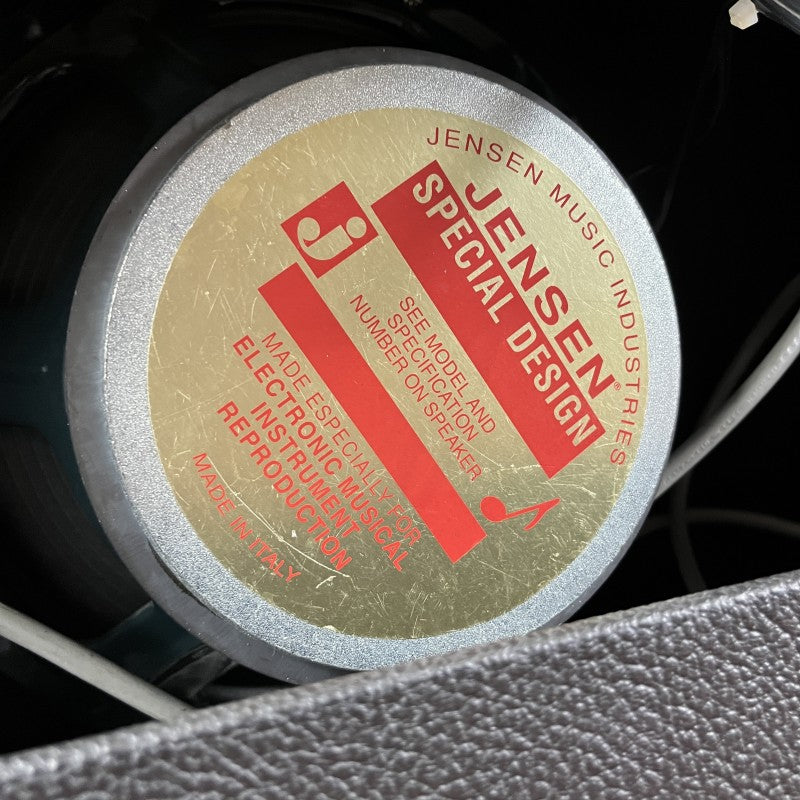 JENSEN MUSIC INDUSTRIES
JENSEN®
SPECIAL DESIGN
j
SEE MODEL AND
SPECIFICATION
NUMBER ON SPEAKER
MADE ESPECIALLY FOR
ELECTRONIC MUSICAL
INSTRUMENT
REPRODUCTION
MADE IN ITALY